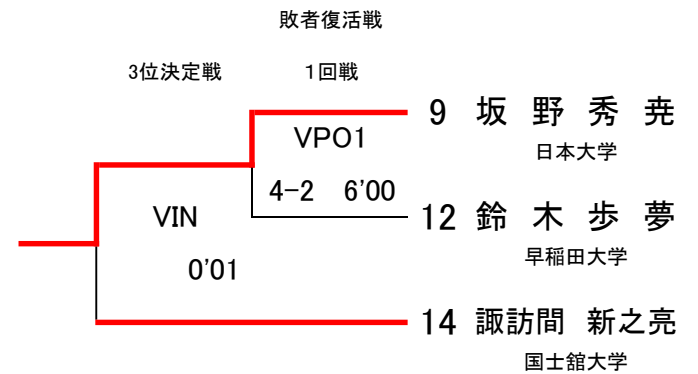 敗者復活戦
3位決定戦 1回戦
9 坂野秀尭
日本大学
VPO1
4-2 6'00
12 鈴木歩夢
早稲田大学
VIN
0'01
14 諏訪間 新之亮
国士舘大学